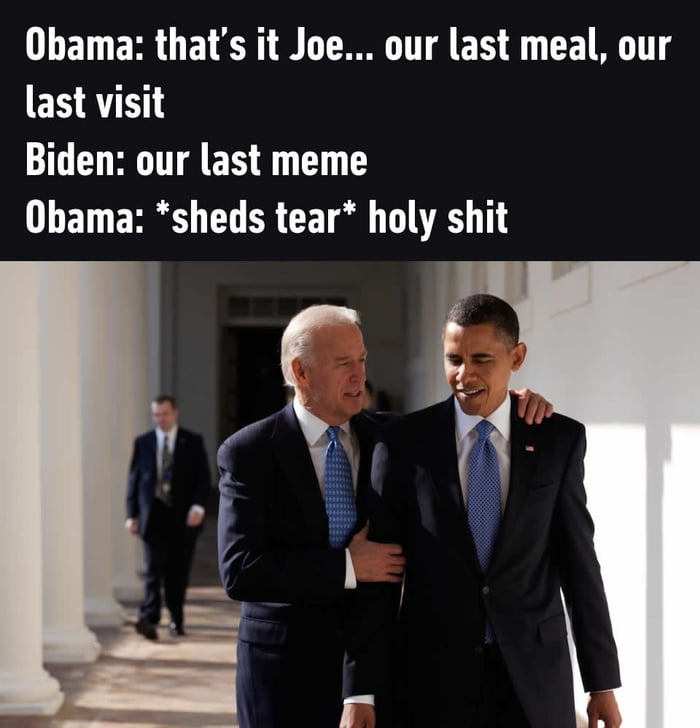 Obama: that's it Joe... our last meal, our
last visit
Biden: our last meme
Obama: *sheds tear* holy shit